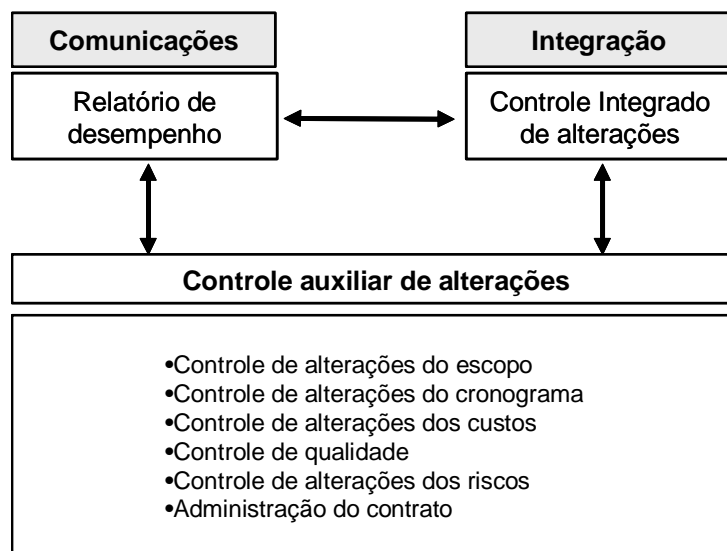 Comunicações
Relatório de
desempenho
Integração
Controle Integrado
de alterações
Controle auxiliar de alterações
•Controle de alterações do escopo
•Controle de alterações do cronograma
•Controle de alterações dos custos
•Controle de qualidade
•Controle de alterações dos riscos
•Administração do contrato